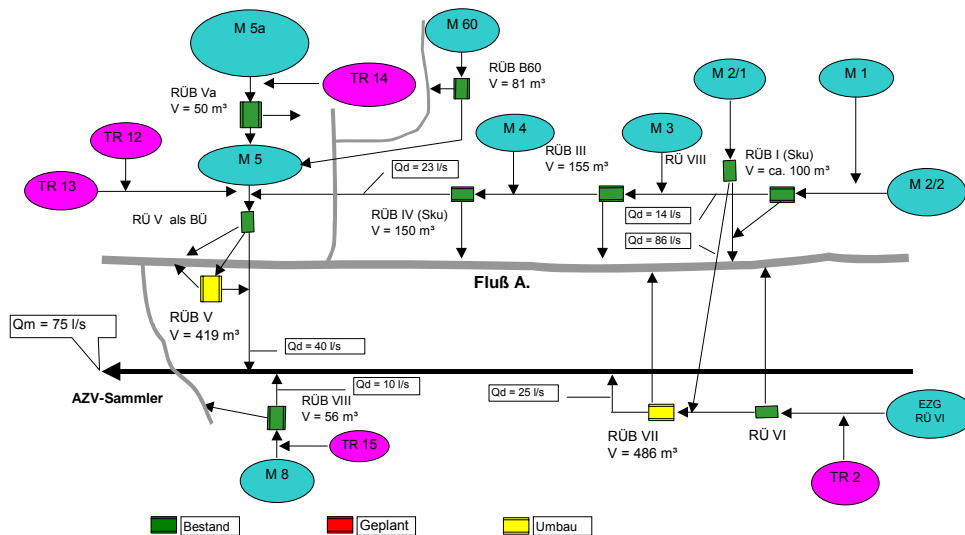 M 5a
M 60
TR 14
RÜB Va
V = 50 m³
RÜB B60
V = 81 m³
M 2/1
M 1
TR 12
M 4
M 3
RÜB III
V = 155 m³
RÜ VIII
RÜB I (Sku)
V = ca. 100 m³
M 5
Qd = 23 l/s
TR 13
M 2/2
RÜ V als BÜ
RÜB IV (Sku)
V = 150 m³
Qd = 14 l/s
Qd = 86 l/s
Fluß A.
RÜB V
V = 419 m³
Qm = 75 l/s
Qd = 40 l/s
AZV-Sammler
Qd = 10 l/s
RÜB VIII
V = 56 m³
Qd = 25 l/s
EZG
RÜ VI
TR 15
RÜB VII
V = 486 m³
RÜ VI
M 8
TR 2
Bestand
Geplant
Umbau